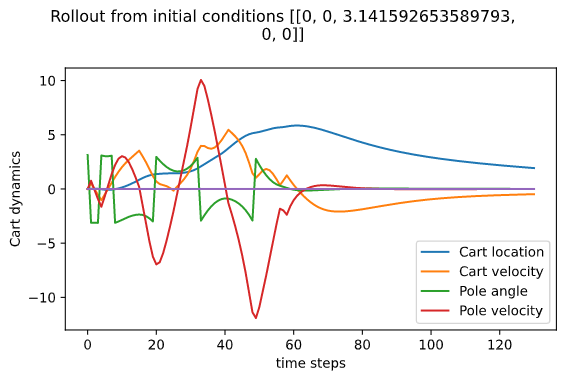 Rollout from initial conditions [[0, 0, 3.141592653589793,
0, 0]]
10
5
0
−5
−10
Cart dynamics
Cart location
Cart velocity
Pole angle
Pole velocity
0 20 40 60 80 100 120
time steps